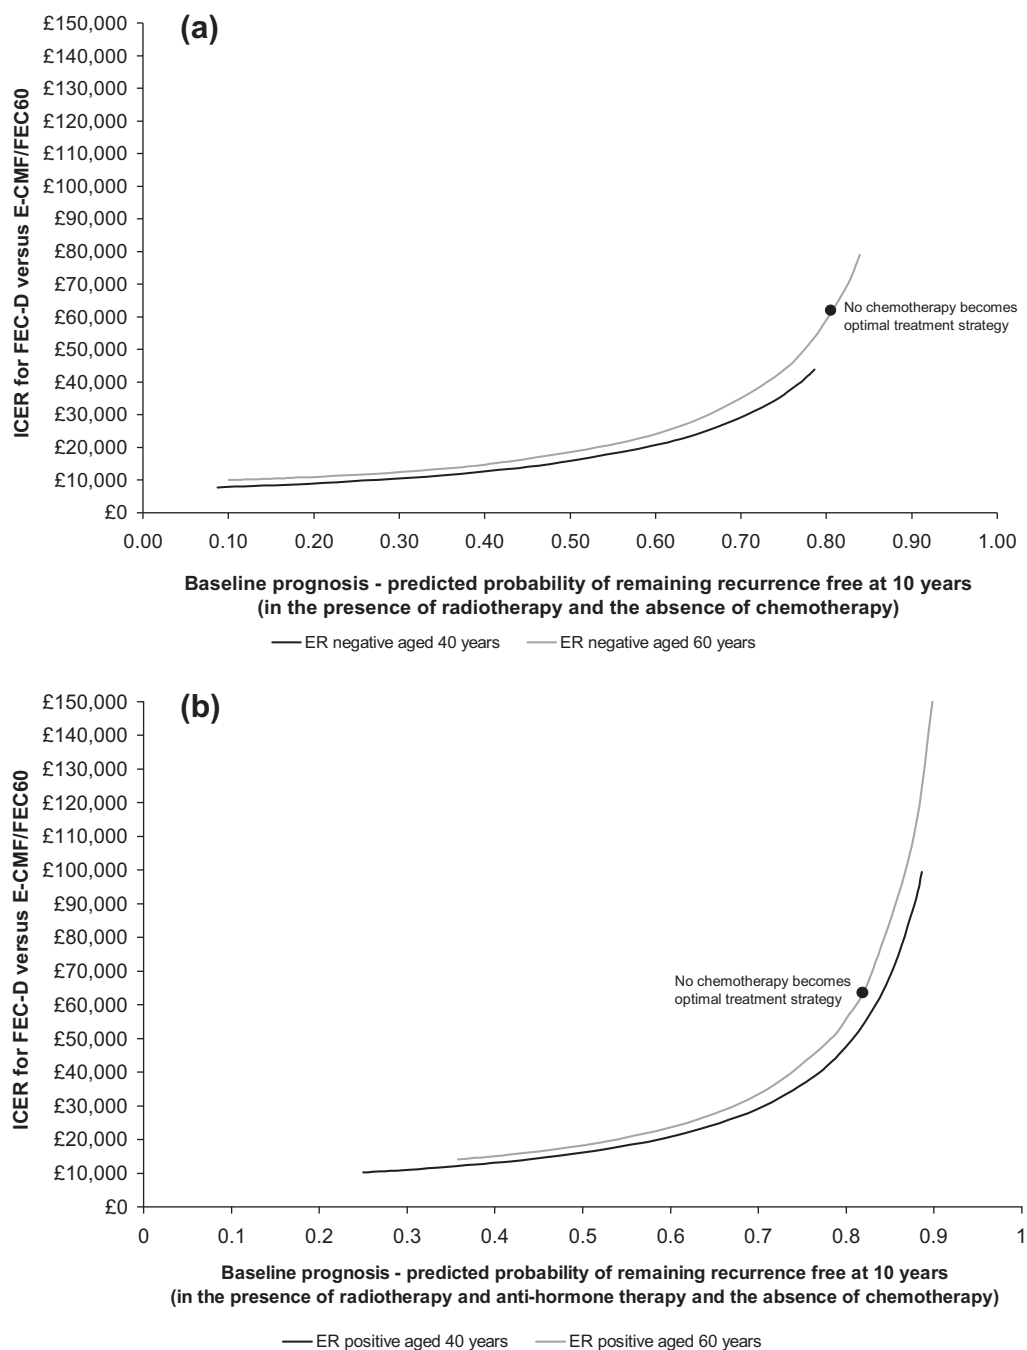 (a)
ICER for FEC-D versus E-CMF/FEC60
£150,000
£140,000
£130,000
£120,000
£110,000
£100,000
£90,000
£80,000
£70,000
£60,000
£50,000
£40,000
£30,000
£20,000
£10,000
£0
No chemotherapy becomes
optimal treatment strategy
0.00 0.10 0.20 0.30 0.40 0.50 0.60 0.70 0.80 0.90 1.00
Baseline prognosis - predicted probability of remaining recurrence free at 10 years
(in the presence of radiotherapy and the absence of chemotherapy)
ER negative aged 40 years ER negative aged 60 years
(b)
ICER for FEC-D versus E-CMF/FEC60
£150,000
£140,000
£130,000
£120,000
£110,000
£100,000
£90,000
£80,000
£70,000
£60,000
£50,000
£40,000
£30,000
£20,000
£10,000
£0
No chemotherapy becomes
optimal treatment strategy
0 0.1 0.2 0.3 0.4 0.5 0.6 0.7 0.8 0.9 1
Baseline prognosis - predicted probability of remaining recurrence free at 10 years
(in the presence of radiotherapy and anti-hormone therapy and the absence of chemotherapy)
ER positive aged 40 years ER positive aged 60 years